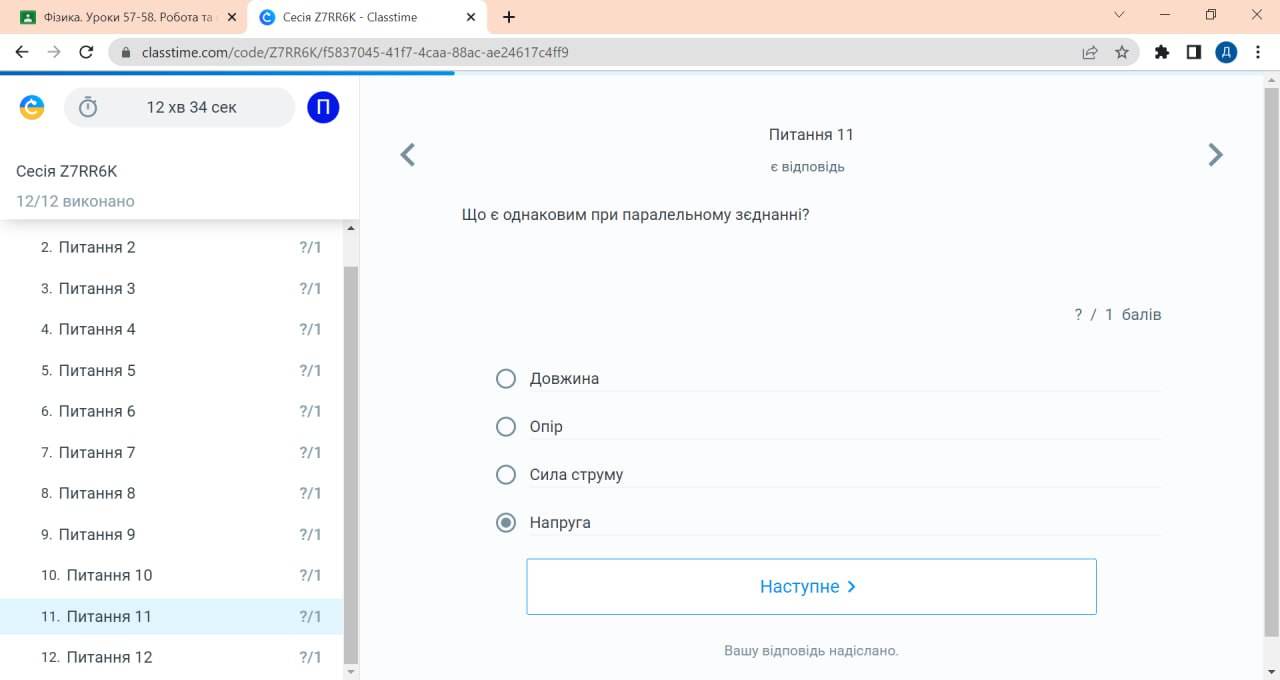 Фізика. Уроки 57-58. Робота та
Сесія Z7RR6K - Classtime
classtime.com/code/Z7RR6K/f5837045-41f7-4caa-88ac-ae24617c4ff9
Д
12 хв 34 сек
П
Сесія Z7RR6K
12/12 виконано
2. Питання 2 ?/1
3. Питання 3 ?/1
4. Питання 4 ?/1
5. Питання 5 ?/1
6. Питання 6 ?/1
7. Питання 7 ?/1
8. Питання 8 ?/1
9. Питання 9 ?/1
10. Питання 10 ?/1
11. Питання 11 ?/1
12. Питання 12 ?/1
Питання 11
є відповідь
Що є однаковим при паралельному зєднанні?
? / 1 балів
Довжина
Опір
Сила струму
Напруга
Наступне
Вашу відповідь надіслано.